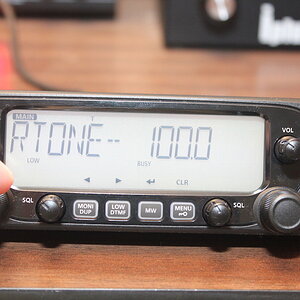 MAIN T
RTONE-- 100.0
LOW BUSY
◄ ► ↵ CLR
VOL
SQL MONI DUP LOW DTMF MW MENU SQL